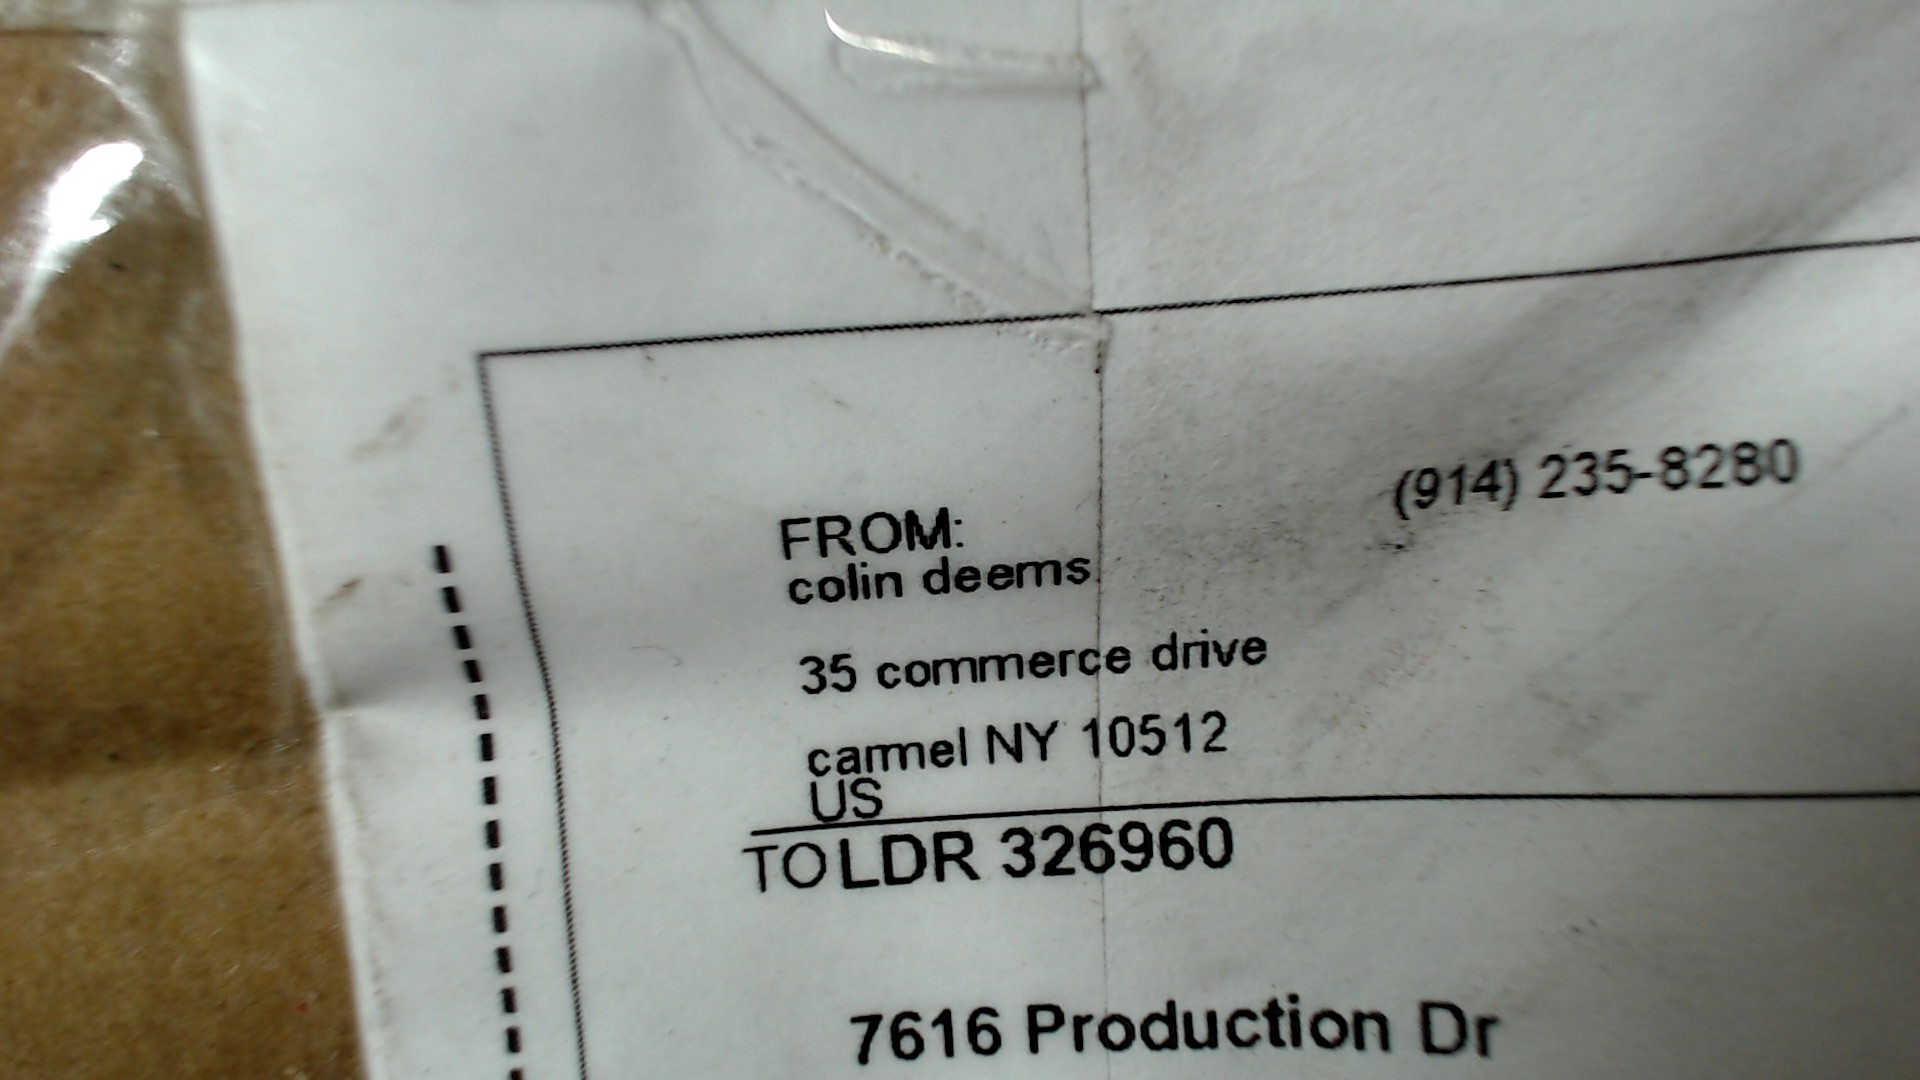 (914) 235-8280
FROM:
colin deems
35 commerce drive
carmel NY 10512
US
TO LDR 326960
7616 Production Dr